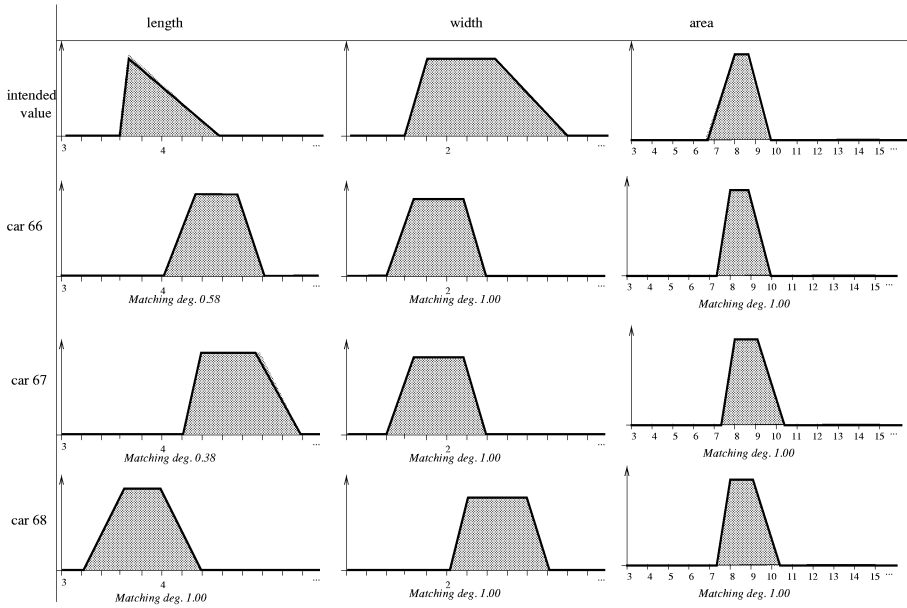 length width area
intended
value
3 4 ...
2 ...
3 4 5 6 7 8 9 10 11 12 13 14 15 ...
car 66
3 4 ...
2 ...
3 4 5 6 7 8 9 10 11 12 13 14 15 ...
Matching deg. 0.58 Matching deg. 1.00 Matching deg. 1.00
car 67
3 4 ...
2 ...
3 4 5 6 7 8 9 10 11 12 13 14 15 ...
Matching deg. 0.38 Matching deg. 1.00 Matching deg. 1.00
car 68
3 4 ...
2 ...
3 4 5 6 7 8 9 10 11 12 13 14 15 ...
Matching deg. 1.00 Matching deg. 1.00 Matching deg. 1.00